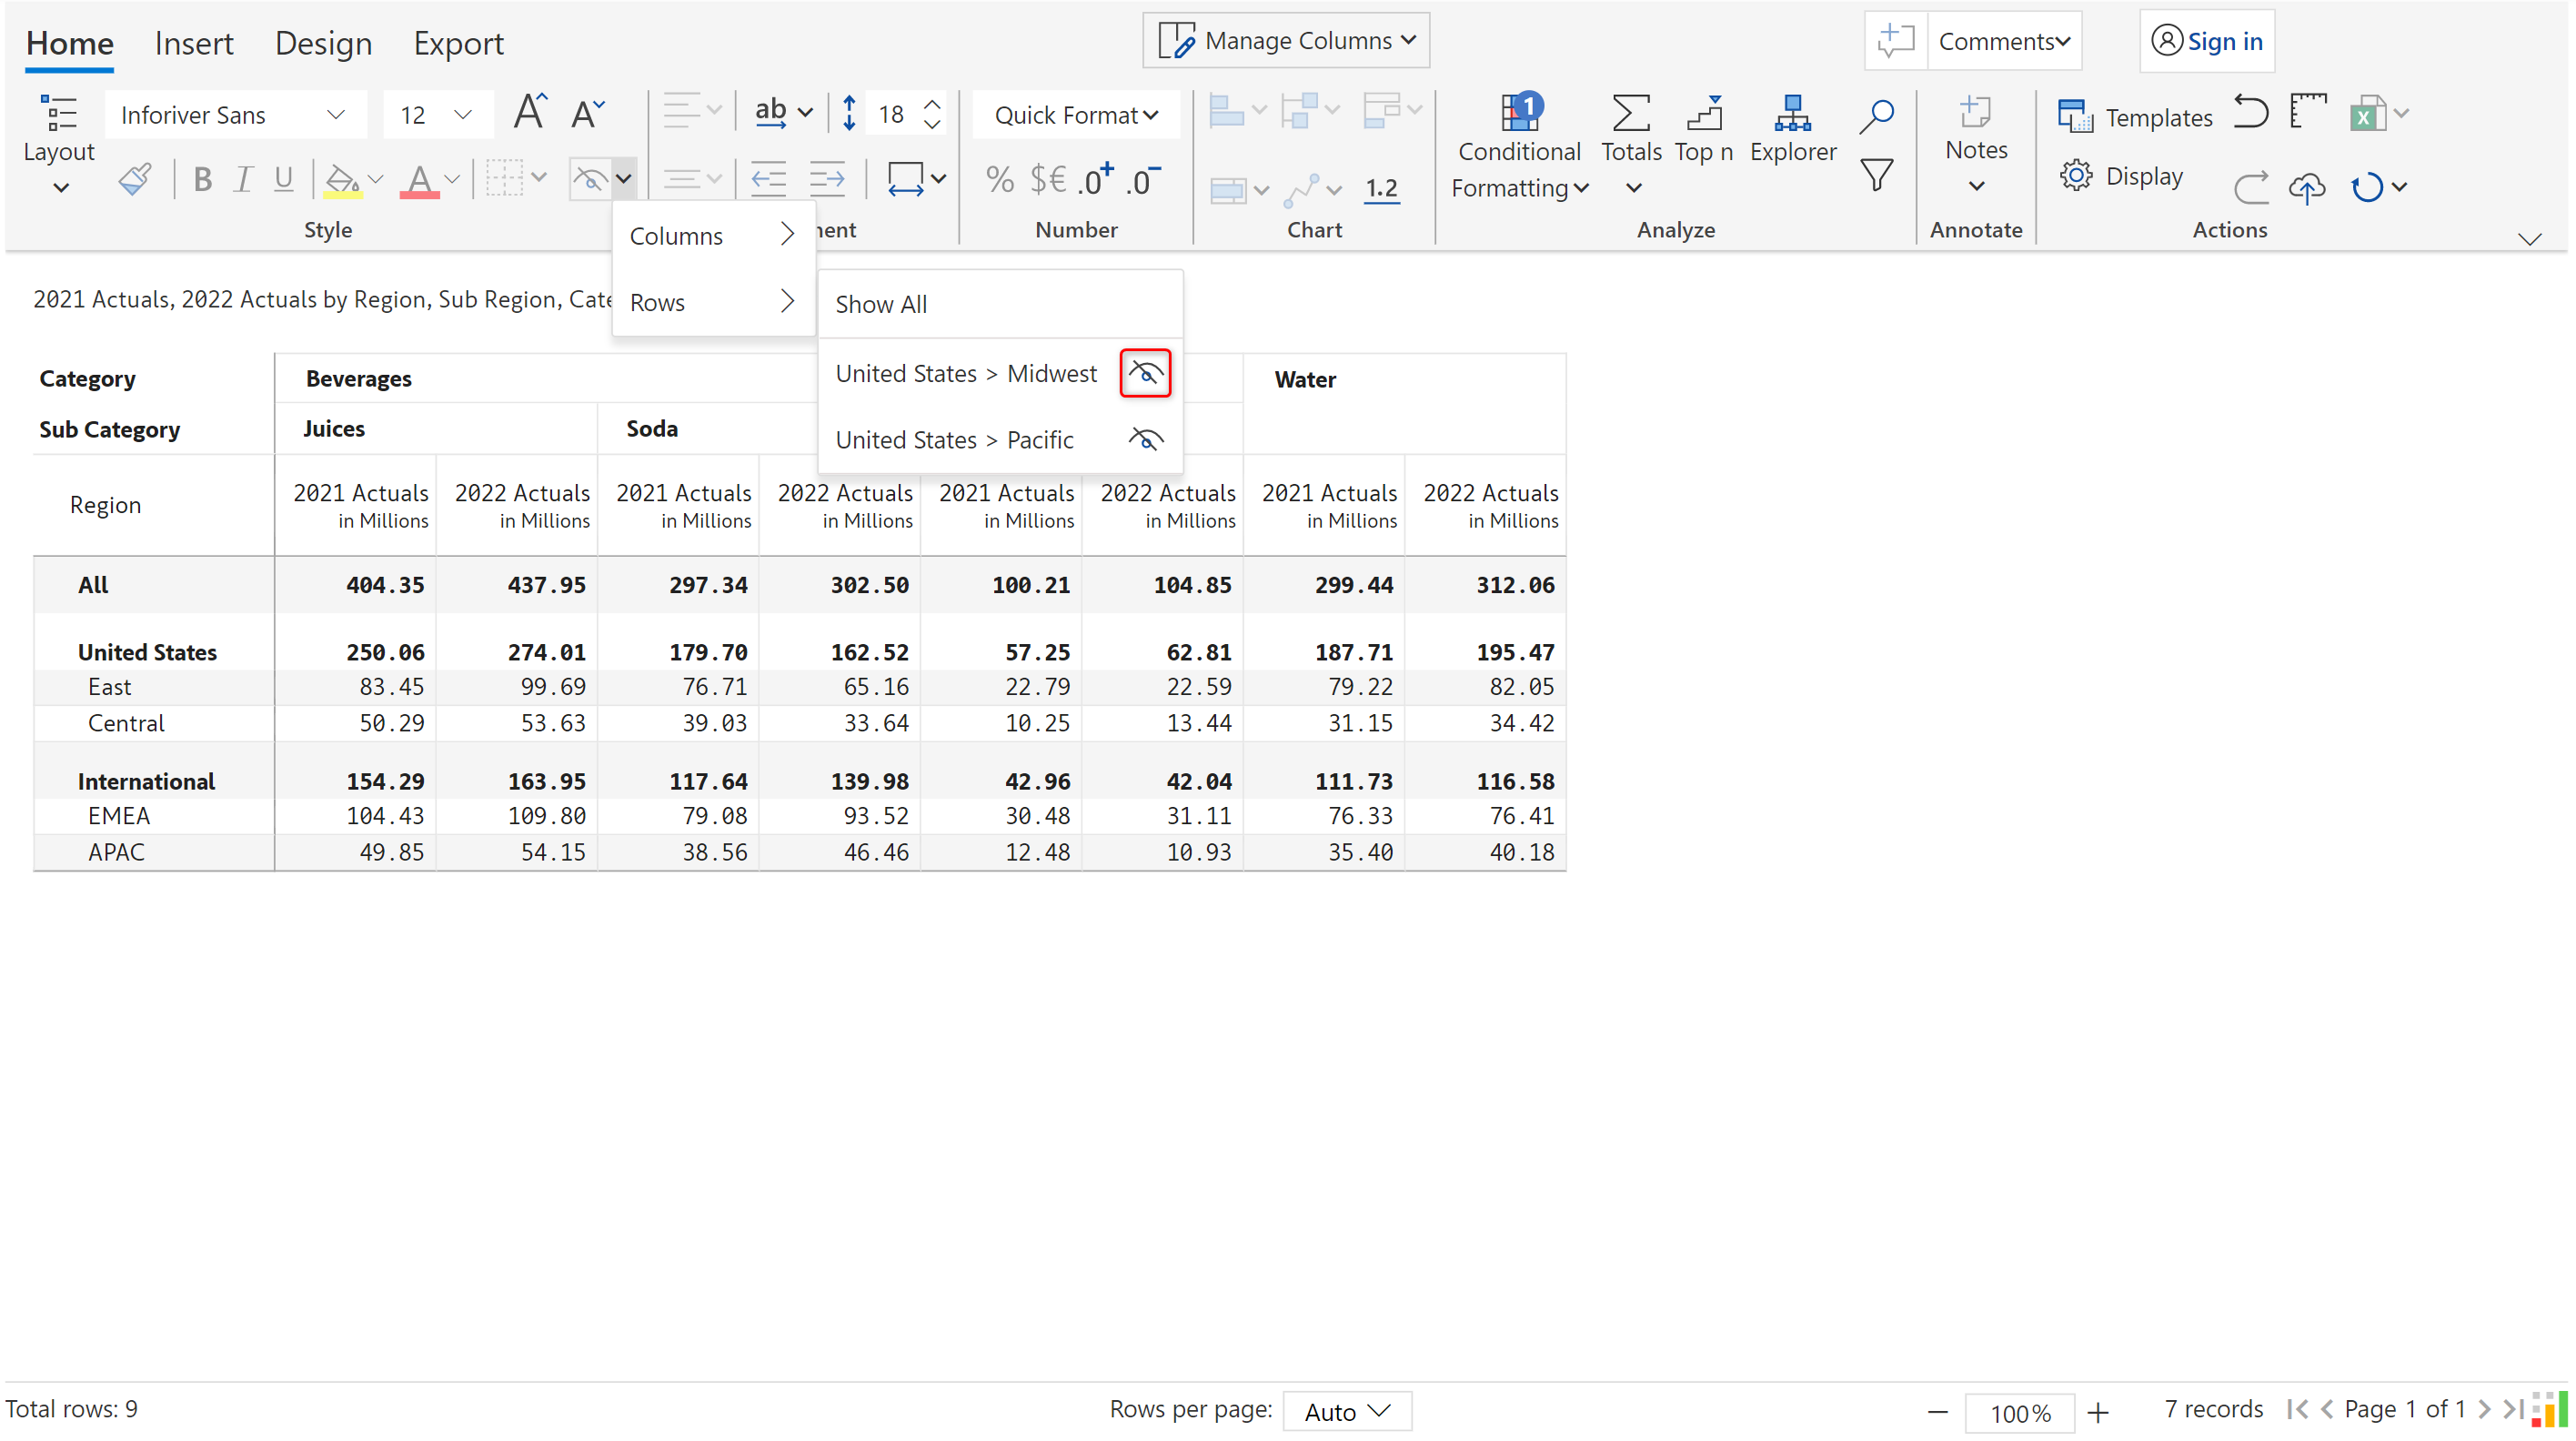 Home Insert Design Export Manage Columns Comments Sign in
Inforiver Sans 12 A A ab 18 Quick Format 1 Templates X
Layout Conditional Totals Top n Explorer Notes
B I U A % $€ .0+ .0- 1.2 Formatting Display
Style ment Number Chart Analyze Annotate Actions
Columns
Rows
Show All
United States > Midwest
United States > Pacific
2021 Actuals, 2022 Actuals by Region, Sub Region, Cate
Category Beverages Water
Sub Category Juices Soda
Region 2021 Actuals 2022 Actuals 2021 Actuals 2022 Actuals 2021 Actuals 2022 Actuals 2021 Actuals 2022 Actuals
in Millions in Millions in Millions in Millions in Millions in Millions in Millions in Millions
All 404.35 437.95 297.34 302.50 100.21 104.85 299.44 312.06
United States 250.06 274.01 179.70 162.52 57.25 62.81 187.71 195.47
East 83.45 99.69 76.71 65.16 22.79 22.59 79.22 82.05
Central 50.29 53.63 39.03 33.64 10.25 13.44 31.15 34.42
International 154.29 163.95 117.64 139.98 42.96 42.04 111.73 116.58
EMEA 104.43 109.80 79.08 93.52 30.48 31.11 76.33 76.41
APAC 49.85 54.15 38.56 46.46 12.48 10.93 35.40 40.18
Total rows: 9 Rows per page: Auto 100% 7 records Page 1 of 1